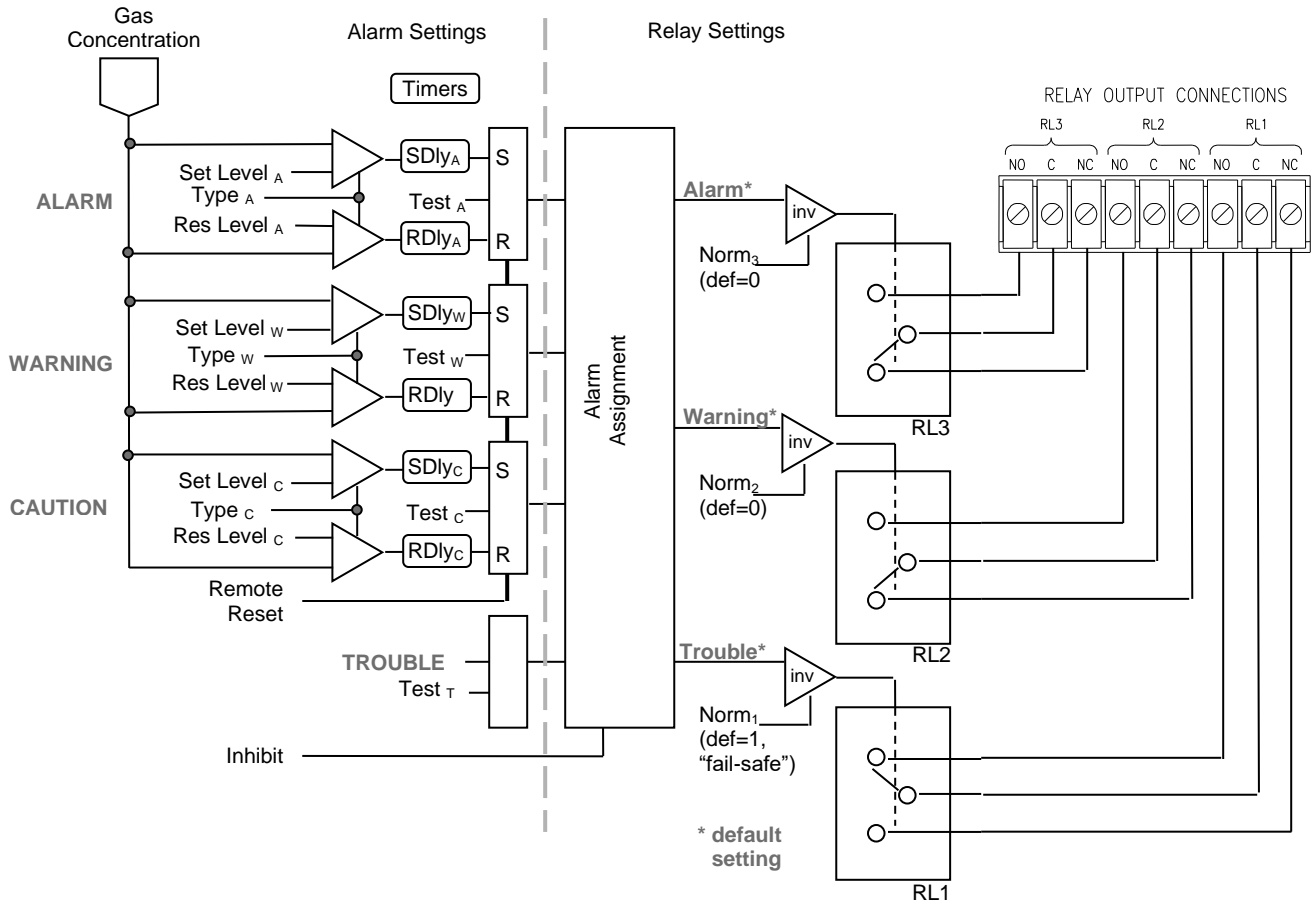 Gas
Concentration
Alarm Settings
Relay Settings
Timers
RELAY OUTPUT CONNECTIONS
RL3 RL2 RL1
NO C NC NO C NC NO C NC
ALARM
Set Level A
Type A
Res Level A
SDlyA
RDlyA
S
Test A
R
WARNING
Set Level W
Type W
Res Level W
SDlyW
RDly
S
Test W
R
CAUTION
Set Level C
Type C
Res Level C
SDlyC
RDlyC
S
Test C
R
Remote
Reset
TROUBLE
Test T
Inhibit
Alarm
Assignment
Alarm*
inv
Norm3
(def=0
RL3
Warning*
inv
Norm2
(def=0)
RL2
Trouble*
inv
Norm1
(def=1,
“fail-safe”)
RL1
* default
setting